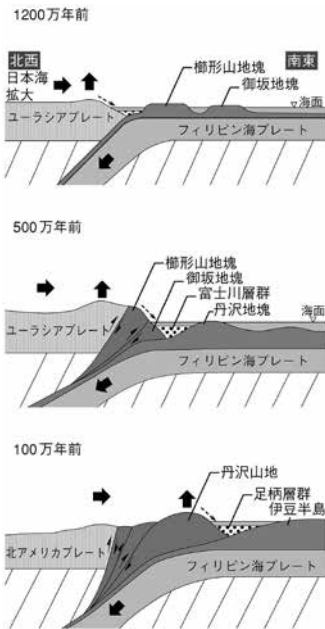 1200万年前
北西
南東
日本海
拡大
櫛形山地塊
御坂地塊
海面
ユーラシアプレート
フィリピン海プレート
500万年前
櫛形山地塊
御坂地塊
富士川層群
丹沢地塊
海面
ユーラシアプレート
フィリピン海プレート
100万年前
丹沢山地
足柄層群
伊豆半島
北アメリカプレート
フィリピン海プレート